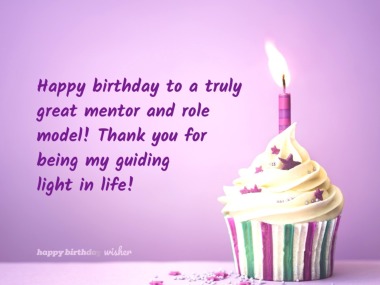 Happy birthday to a truly
great mentor and role
model! Thank you for
being my guiding
light in life!
happy birthday wisher